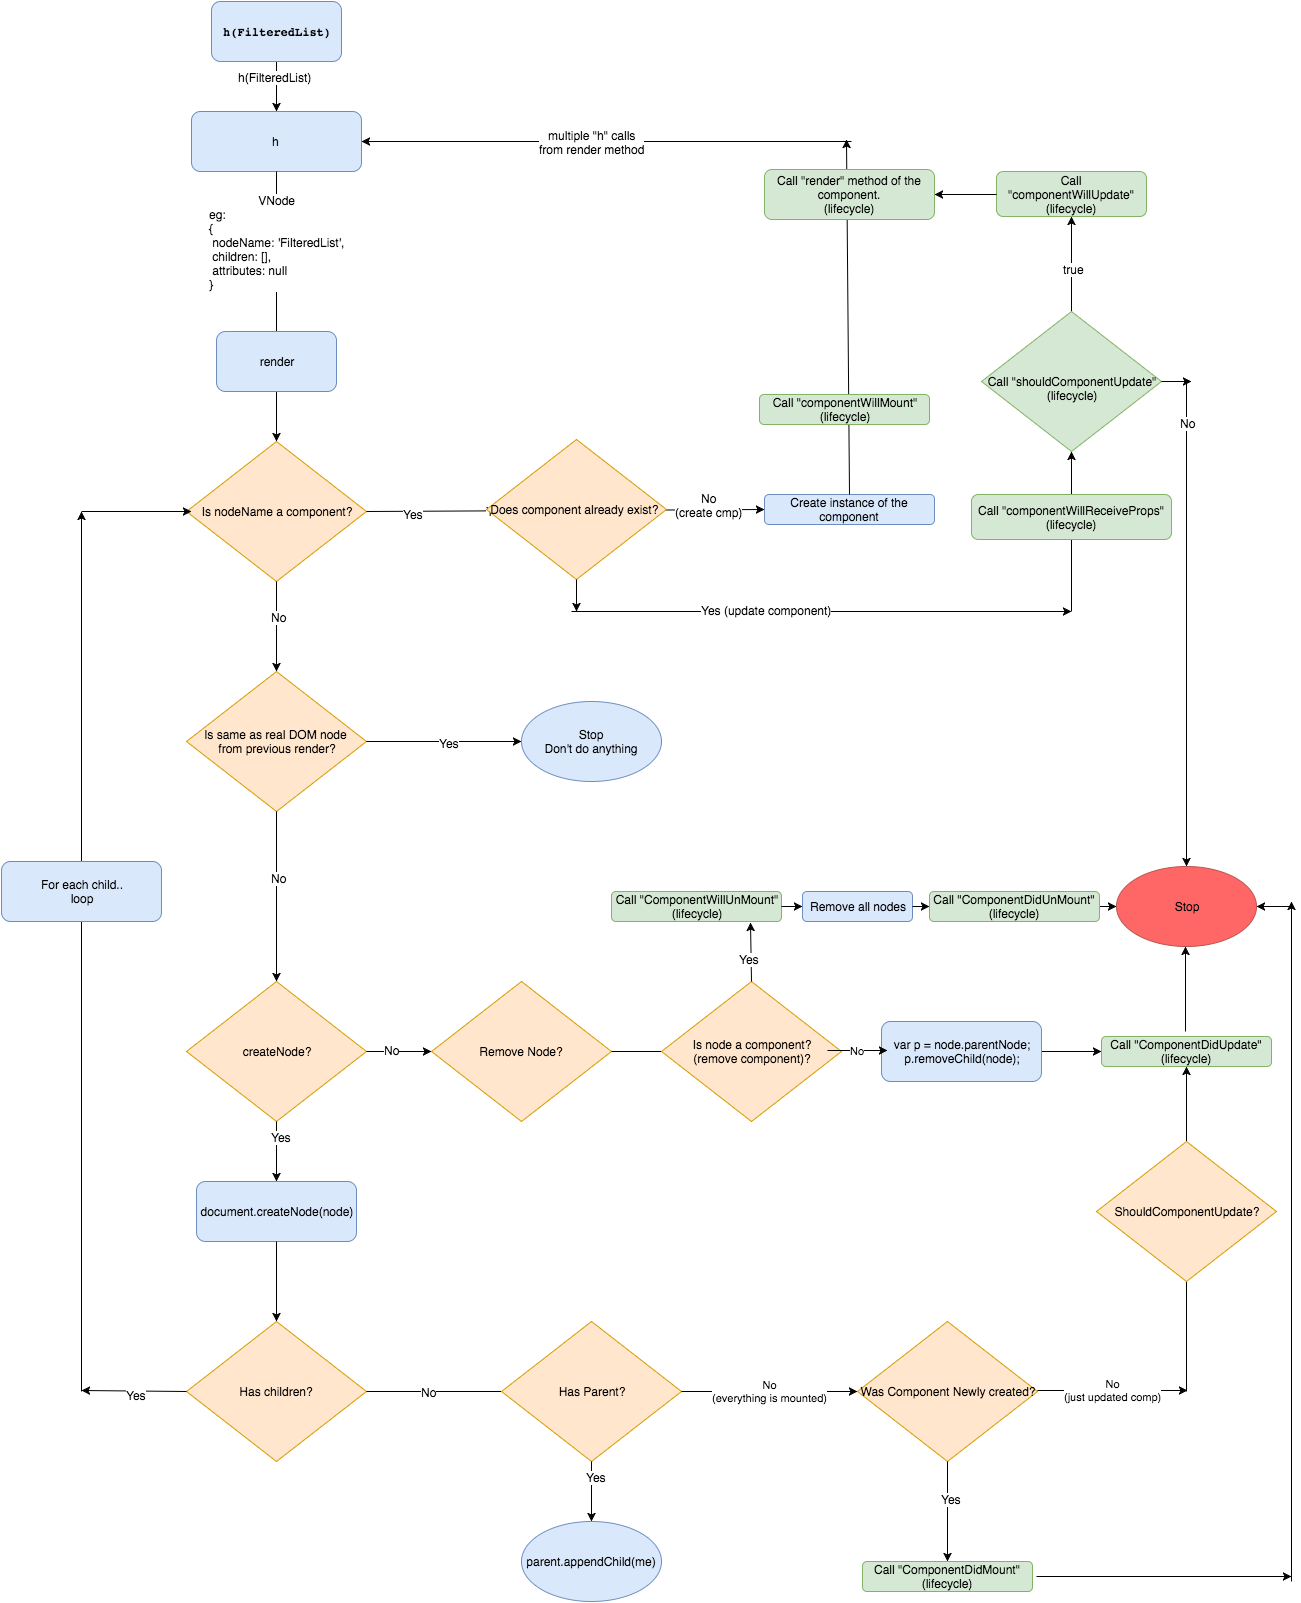 h(FilteredList)
h(FilteredList)
h
multiple "h" calls
from render method
Call "render" method of the
component.
(lifecycle)
Call
"componentWillUpdate"
(lifecycle)
VNode
eg:
{
nodeName: 'FilteredList',
children: [],
attributes: null
}
true
render
Call "shouldComponentUpdate"
(lifecycle)
No
Call "componentWillMount"
(lifecycle)
Is nodeName a component?
Yes
Does component already exist?
No
(create cmp)
Create instance of the
component
Call "componentWillReceiveProps"
(lifecycle)
Yes (update component)
No
Is same as real DOM node
from previous render?
Yes
Stop
Don't do anything
No
For each child..
loop
Call "ComponentWillUnMount"
(lifecycle)
Remove all nodes
Call "ComponentDidUnMount"
(lifecycle)
Stop
Yes
createNode?
No
Remove Node?
Is node a component?
(remove component)?
No
var p = node.parentNode;
p.removeChild(node);
Call "ComponentDidUpdate"
(lifecycle)
Yes
document.createNode(node)
ShouldComponentUpdate?
Has children?
Yes
No
Has Parent?
No
(everything is mounted)
Was Component Newly created?
No
(just updated comp)
Yes
Yes
parent.appendChild(me)
Call "ComponentDidMount"
(lifecycle)